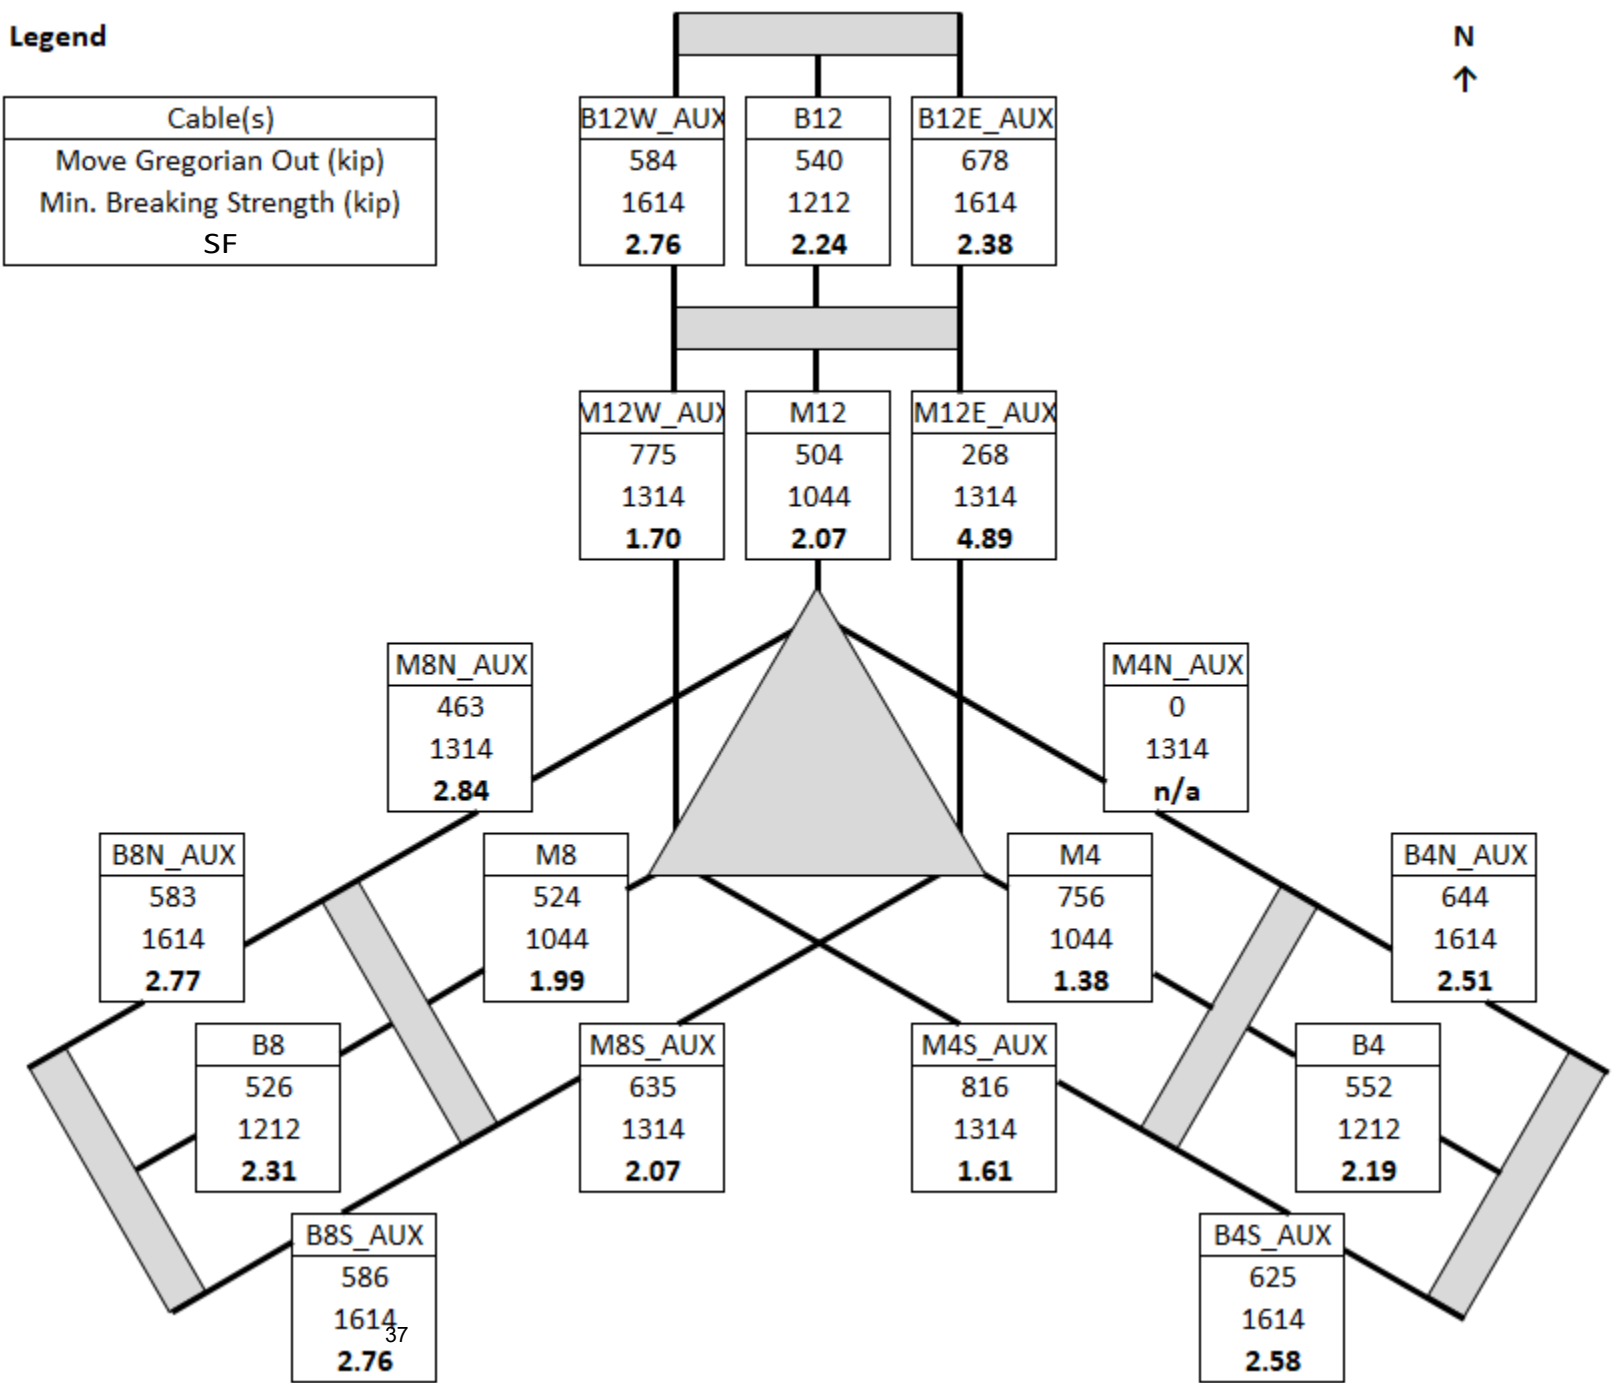 Legend
N
↑
Cable(s)
Move Gregorian Out (kip)
Min. Breaking Strength (kip)
SF
B12W_AUX
584
1614
2.76
B12
540
1212
2.24
B12E_AUX
678
1614
2.38
M12W_AUX
775
1314
1.70
M12
504
1044
2.07
M12E_AUX
268
1314
4.89
M8N_AUX
463
1314
2.84
M4N_AUX
0
1314
n/a
B8N_AUX
583
1614
2.77
M8
524
1044
1.99
M4
756
1044
1.38
B4N_AUX
644
1614
2.51
B8
526
1212
2.31
M8S_AUX
635
1314
2.07
M4S_AUX
816
1314
1.61
B4
552
1212
2.19
B8S_AUX
586
1614
37
2.76
B4S_AUX
625
1614
2.58